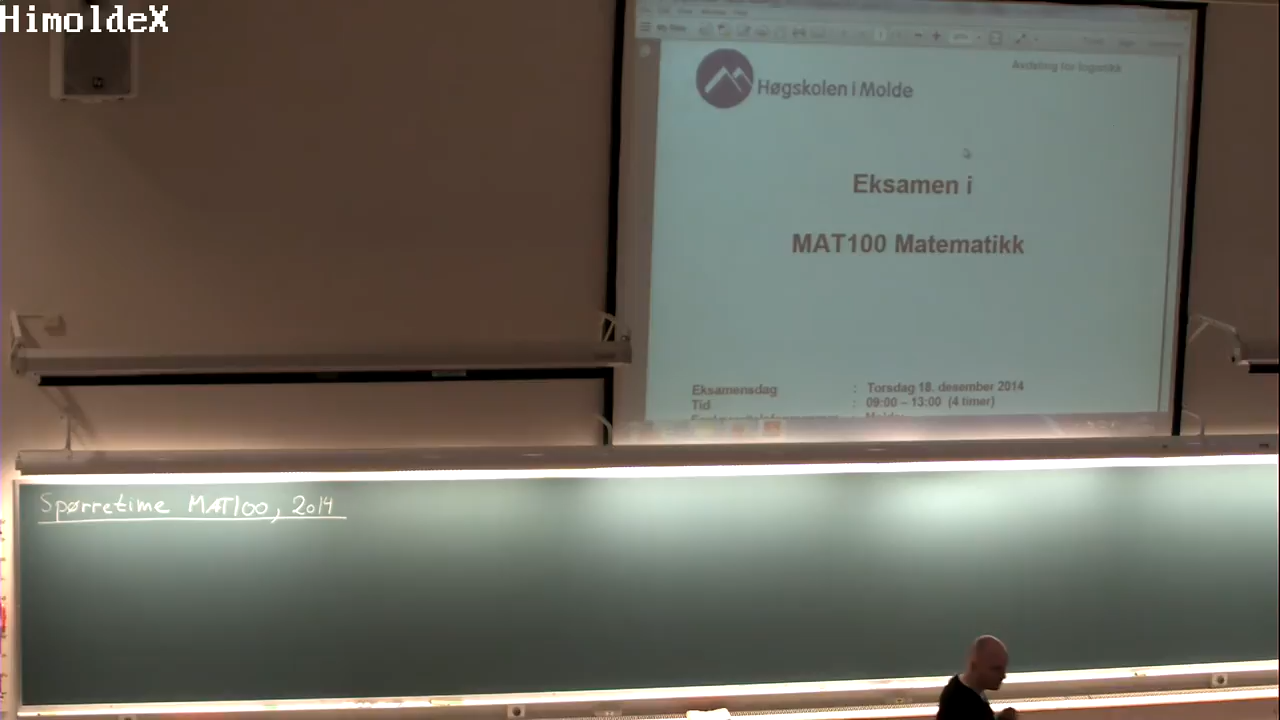 HimoldeX
Avdeling for logistikk
Høgskolen i Molde
Eksamen i
MAT100 Matematikk
Eksamensdag : Torsdag 18. desember 2014
Tid : 09:00 – 13:00 (4 timer)
Spørretime MAT100, 2014